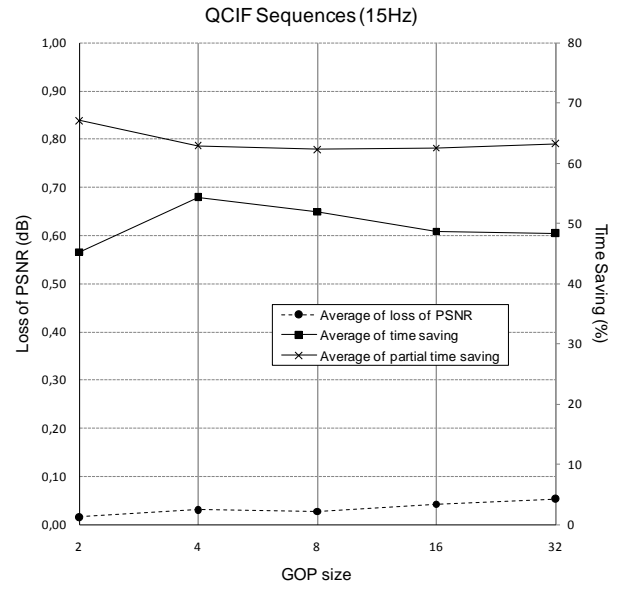 QCIF Sequences (15Hz)
1,00
0,90
0,80
0,70
0,60
0,50
0,40
0,30
0,20
0,10
0,00
Loss of PSNR (dB)
80
70
60
50
40
30
20
10
0
Time Saving (%)
Average of loss of PSNR
Average of time saving
Average of partial time saving
2 4 8 16 32
GOP size